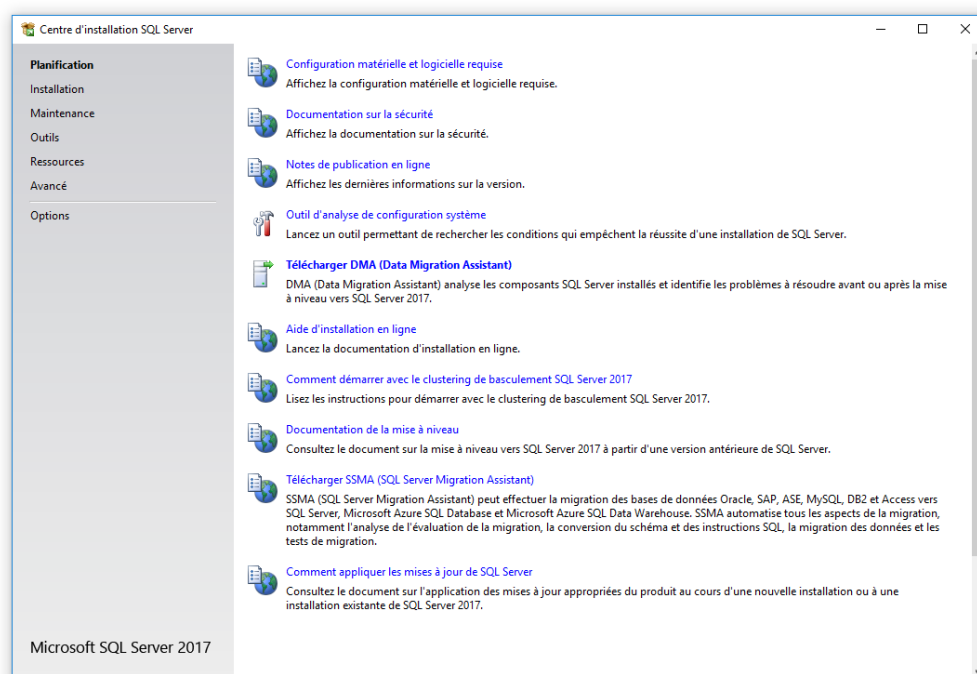 Centre d'installation SQL Server
Planification
Installation
Maintenance
Outils
Ressources
Avancé
Options
Microsoft SQL Server 2017
Configuration matérielle et logicielle requise
Affichez la configuration matérielle et logicielle requise.
Documentation sur la sécurité
Affichez la documentation sur la sécurité.
Notes de publication en ligne
Affichez les dernières informations sur la version.
Outil d'analyse de configuration système
Lancez un outil permettant de rechercher les conditions qui empêchent la réussite d'une installation de SQL Server.
Télécharger DMA (Data Migration Assistant)
DMA (Data Migration Assistant) analyse les composants SQL Server installés et identifie les problèmes à résoudre avant ou après la mise
à niveau vers SQL Server 2017.
Aide d'installation en ligne
Lancez la documentation d'installation en ligne.
Comment démarrer avec le clustering de basculement SQL Server 2017
Lisez les instructions pour démarrer avec le clustering de basculement SQL Server 2017.
Documentation de la mise à niveau
Consultez le document sur la mise à niveau vers SQL Server 2017 à partir d'une version antérieure de SQL Server.
Télécharger SSMA (SQL Server Migration Assistant)
SSMA (SQL Server Migration Assistant) peut effectuer la migration des bases de données Oracle, SAP, ASE, MySQL, DB2 et Access vers
SQL Server, Microsoft Azure SQL Database et Microsoft Azure SQL Data Warehouse. SSMA automatise tous les aspects de la migration,
notamment l'analyse de l'évaluation de la migration, la conversion du schéma et des instructions SQL, la migration des données et les
tests de migration.
Comment appliquer les mises à jour de SQL Server
Consultez le document sur l'application des mises à jour appropriées du produit au cours d'une nouvelle installation ou à une
installation existante de SQL Server 2017.